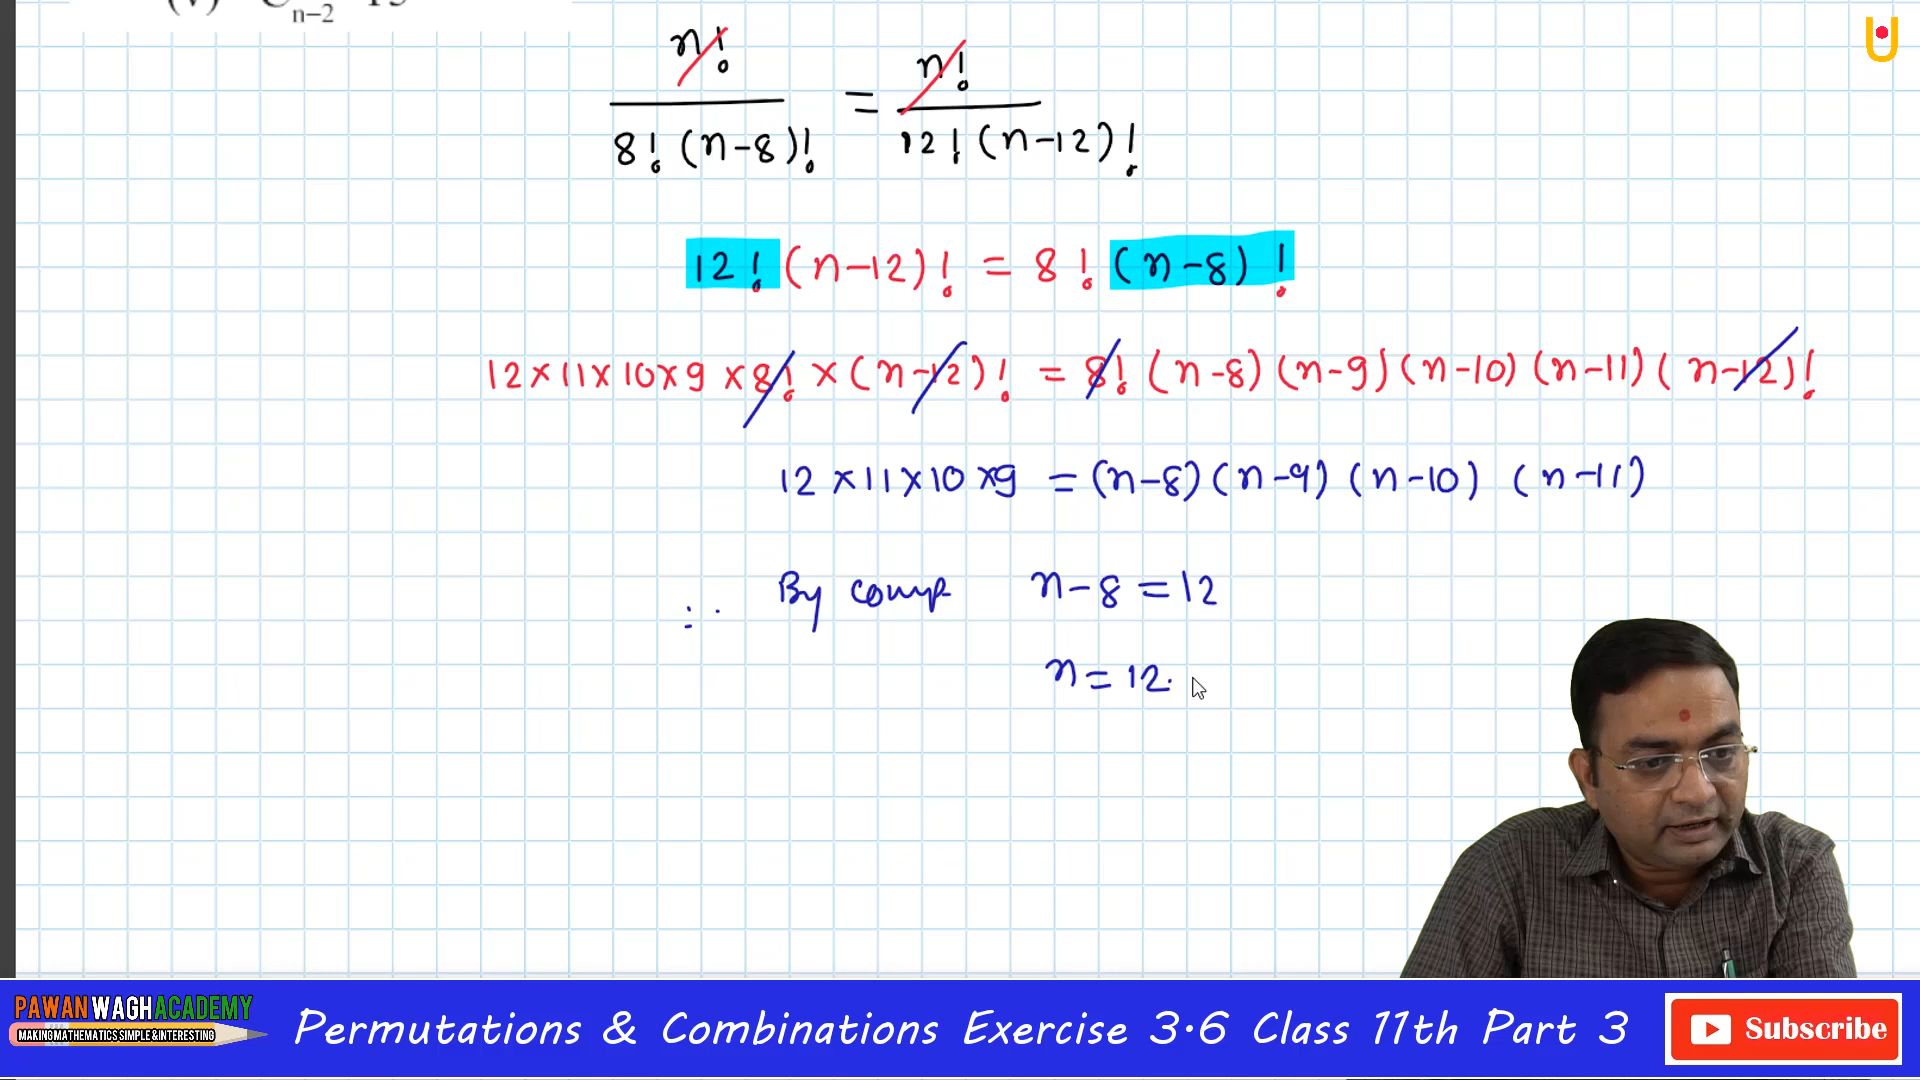 (v) C n-2 15
n! / 8!(n-8)! = n! / 12!(n-12)!
12!(n-12)! = 8!(n-8)!
12×11×10×9×8!×(n-12)! = 8!(n-8)(n-9)(n-10)(n-11)(n-12)!
12×11×10×9 = (n-8)(n-9)(n-10)(n-11)
∴ By comp n-8=12
n=12.
PAWAN WAGH ACADEMY
MAKING MATHEMATICS SIMPLE & INTERESTING
Permutations & Combinations Exercise 3.6 Class 11th Part 3
Subscribe